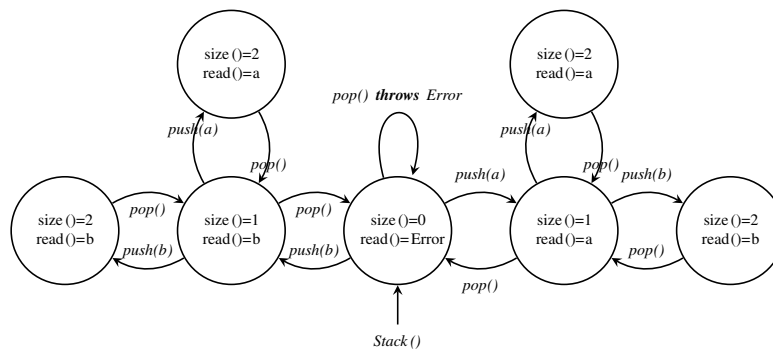 size()=2
read()=a
size()=2
read()=a
pop() throws Error
push(a)
pop()
push(a)
push(a)
pop()
push(b)
size()=2
read()=b
pop()
push(b)
size()=1
read()=b
pop()
push(b)
size()=0
read()=Error
pop()
size()=1
read()=a
pop()
size()=2
read()=b
Stack()